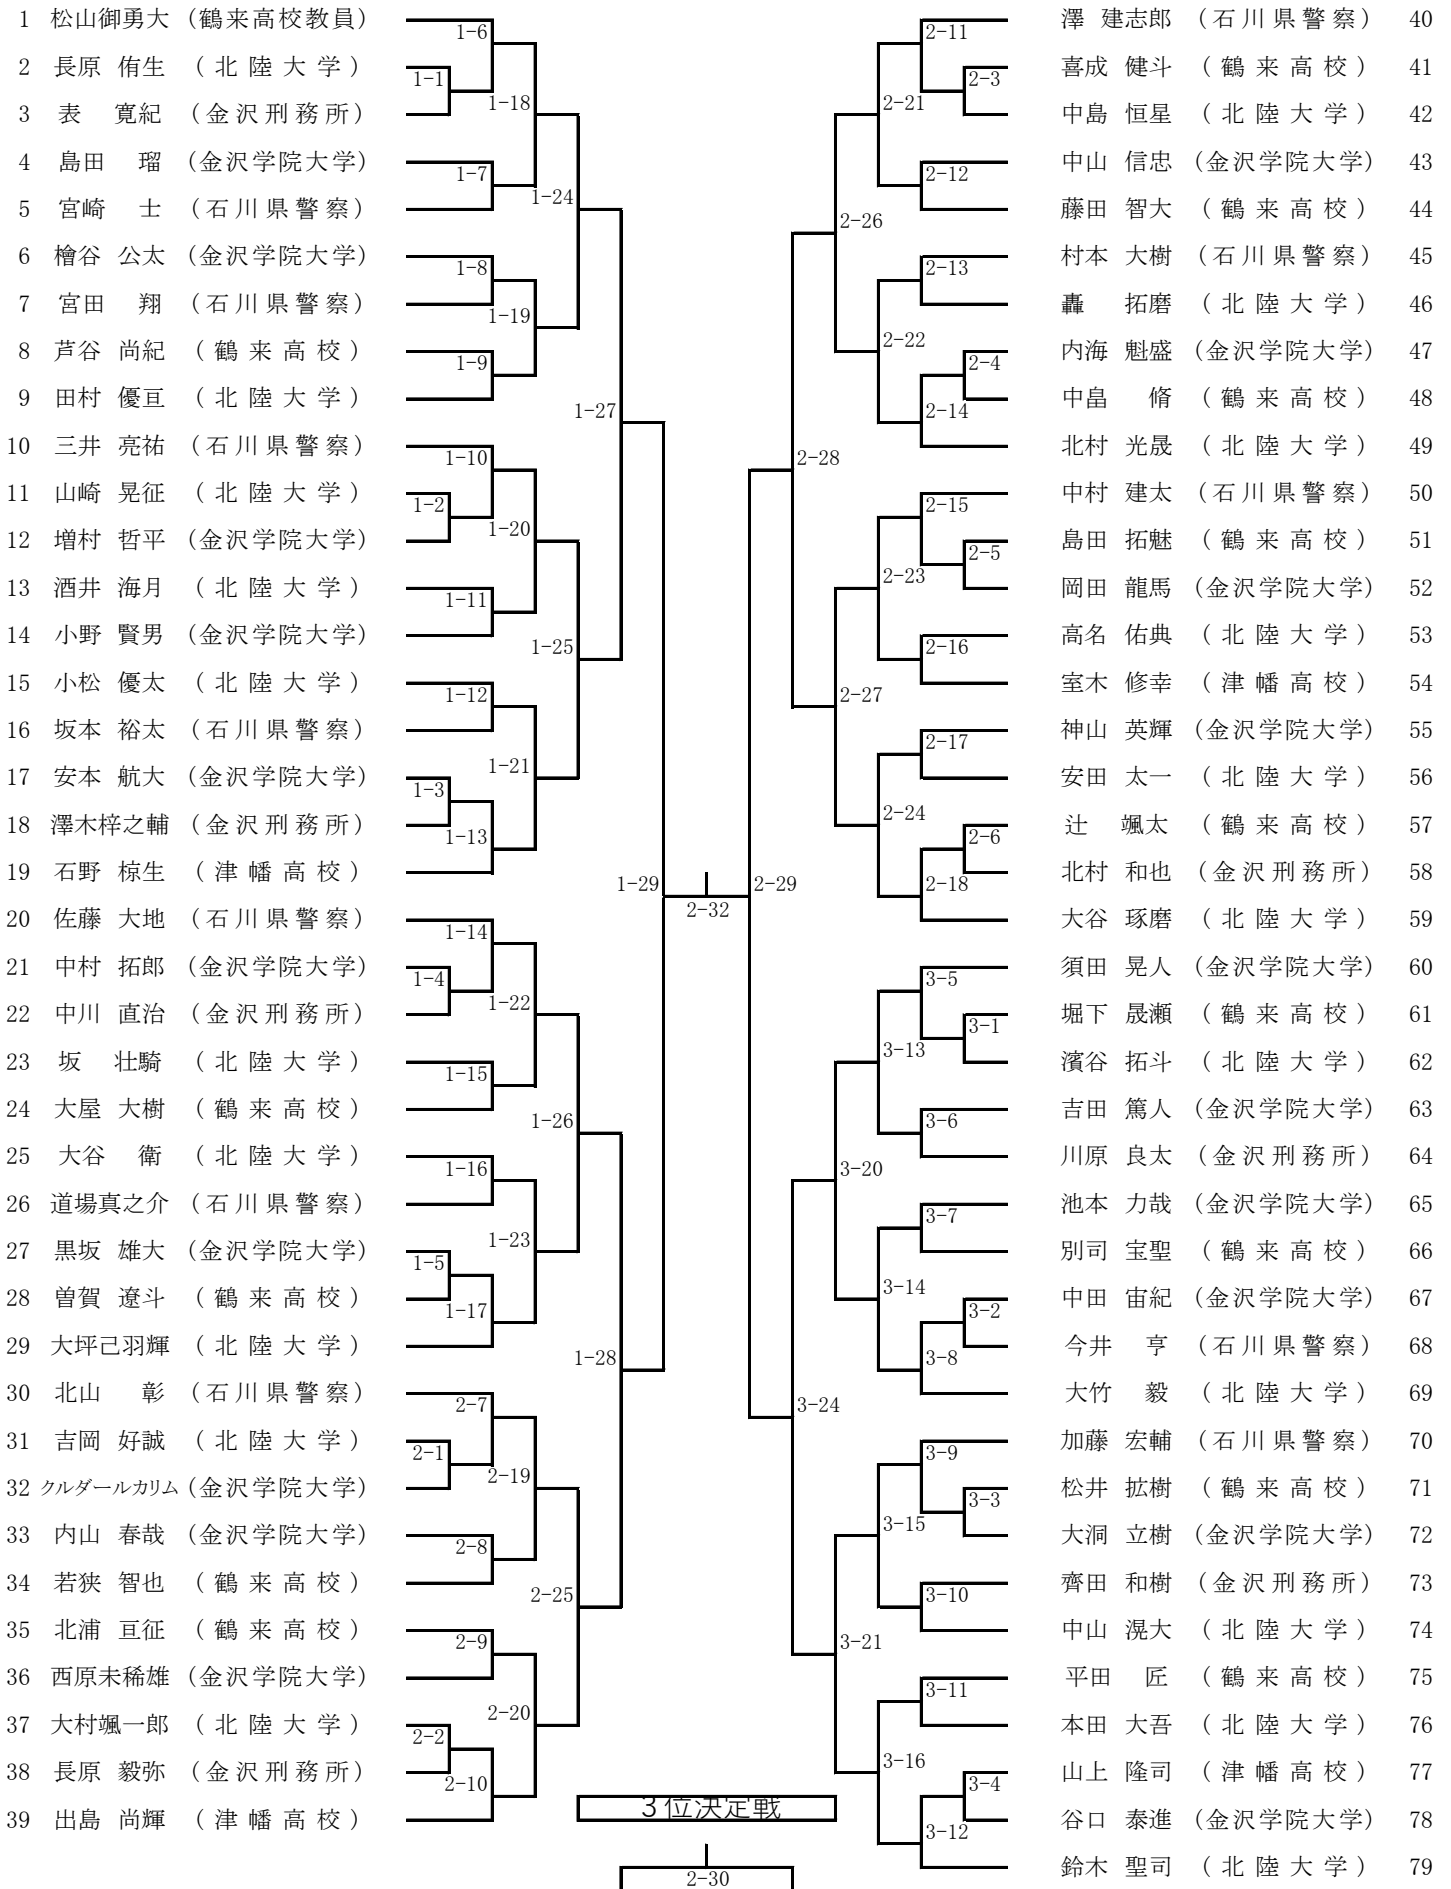 1 松山御勇大 (鶴来高校教員)
2 長原 侑生 (北陸大学)
3 表 寛紀 (金沢刑務所)
4 島田 瑠 (金沢学院大学)
5 宮崎 士 (石川県警察)
6 檜谷 公太 (金沢学院大学)
7 宮田 翔 (石川県警察)
8 芦谷 尚紀 (鶴来高校)
9 田村 優亘 (北陸大学)
10 三井 亮祐 (石川県警察)
11 山崎 晃征 (北陸大学)
12 増村 哲平 (金沢学院大学)
13 酒井 海月 (北陸大学)
14 小野 賢男 (金沢学院大学)
15 小松 優太 (北陸大学)
16 坂本 裕太 (石川県警察)
17 安本 航大 (金沢学院大学)
18 澤木梓之輔 (金沢刑務所)
19 石野 椋生 (津幡高校)
20 佐藤 大地 (石川県警察)
21 中村 拓郎 (金沢学院大学)
22 中川 直治 (金沢刑務所)
23 坂 壮騎 (北陸大学)
24 大屋 大樹 (鶴来高校)
25 大谷 衛 (北陸大学)
26 道場真之介 (石川県警察)
27 黒坂 雄大 (金沢学院大学)
28 曽賀 遼斗 (鶴来高校)
29 大坪己羽輝 (北陸大学)
30 北山 彰 (石川県警察)
31 吉岡 好誠 (北陸大学)
32 クルダールカリム (金沢学院大学)
33 内山 春哉 (金沢学院大学)
34 若狭 智也 (鶴来高校)
35 北浦 亘征 (鶴来高校)
36 西原未稀雄 (金沢学院大学)
37 大村颯一郎 (北陸大学)
38 長原 毅弥 (金沢刑務所)
39 出島 尚輝 (津幡高校)
1-6
1-1
1-18
1-7
1-24
1-8
1-19
1-9
1-27
1-10
1-2
1-20
1-11
1-25
1-12
1-21
1-3
1-13
1-29
1-14
1-4
1-22
1-15
1-26
1-16
1-23
1-5
1-17
1-28
2-7
2-1
2-19
2-8
2-25
2-9
2-20
2-2
2-10
2-32
3位決定戦
2-30
2-11
2-3
2-21
2-12
2-26
2-13
2-22
2-4
2-14
2-28
2-15
2-5
2-23
2-16
2-27
2-17
2-24
2-6
2-18
2-29
3-5
3-1
3-13
3-6
3-20
3-7
3-14
3-2
3-8
3-24
3-9
3-3
3-15
3-10
3-21
3-11
3-16
3-4
3-12
澤 建志郎 (石川県警察) 40
喜成 健斗 (鶴来高校) 41
中島 恒星 (北陸大学) 42
中山 信忠 (金沢学院大学) 43
藤田 智大 (鶴来高校) 44
村本 大樹 (石川県警察) 45
轟 拓磨 (北陸大学) 46
内海 魁盛 (金沢学院大学) 47
中畠 脩 (鶴来高校) 48
北村 光晟 (北陸大学) 49
中村 建太 (石川県警察) 50
島田 拓魅 (鶴来高校) 51
岡田 龍馬 (金沢学院大学) 52
高名 佑典 (北陸大学) 53
室木 修幸 (津幡高校) 54
神山 英輝 (金沢学院大学) 55
安田 太一 (北陸大学) 56
辻 颯太 (鶴来高校) 57
北村 和也 (金沢刑務所) 58
大谷 琢磨 (北陸大学) 59
須田 晃人 (金沢学院大学) 60
堀下 晟瀬 (鶴来高校) 61
濱谷 拓斗 (北陸大学) 62
吉田 篤人 (金沢学院大学) 63
川原 良太 (金沢刑務所) 64
池本 力哉 (金沢学院大学) 65
別司 宝聖 (鶴来高校) 66
中田 宙紀 (金沢学院大学) 67
今井 亨 (石川県警察) 68
大竹 毅 (北陸大学) 69
加藤 宏輔 (石川県警察) 70
松井 拡樹 (鶴来高校) 71
大洞 立樹 (金沢学院大学) 72
齊田 和樹 (金沢刑務所) 73
中山 滉大 (北陸大学) 74
平田 匠 (鶴来高校) 75
本田 大吾 (北陸大学) 76
山上 隆司 (津幡高校) 77
谷口 泰進 (金沢学院大学) 78
鈴木 聖司 (北陸大学) 79